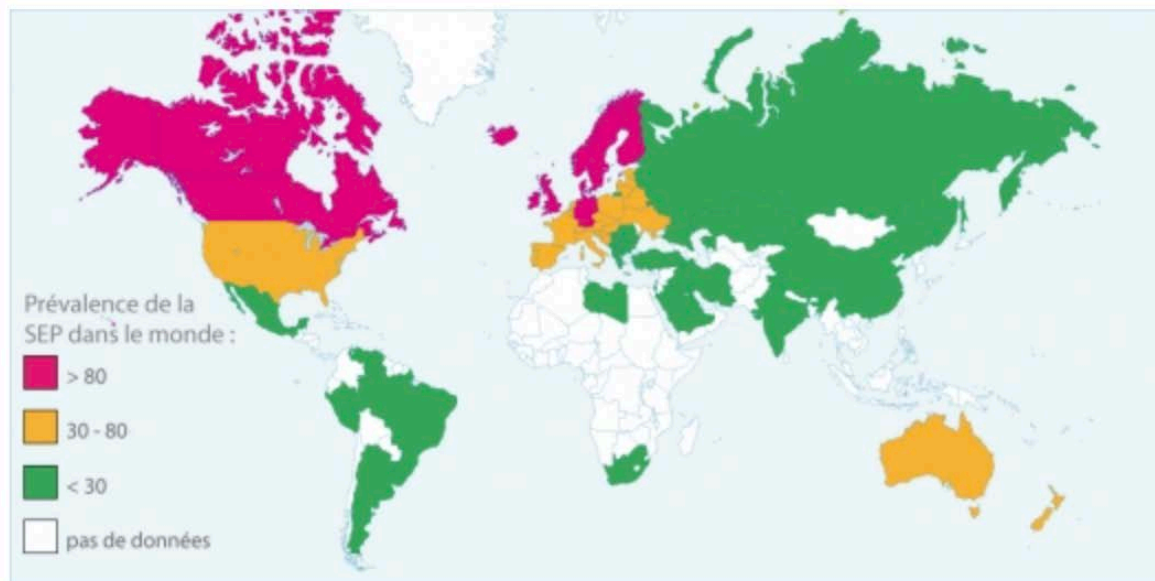 Prévalence de la
SEP dans le monde :
> 80
30 - 80
< 30
pas de données